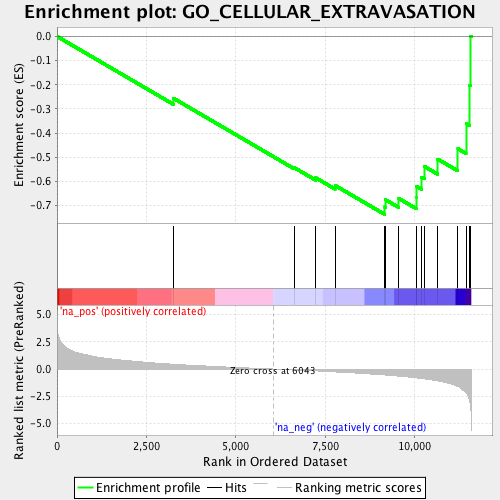 Enrichment plot: GO_CELLULAR_EXTRAVASATION
Enrichment score (ES)
0.0
-0.1
-0.2
-0.3
-0.4
-0.5
-0.6
-0.7
'na_pos' (positively correlated)
Ranked list metric (PreRanked)
5.0
2.5
0.0
-2.5
-5.0
Zero cross at 6043
'na_neg' (negatively correlated)
0
2,500
5,000
7,500
10,000
Rank in Ordered Dataset
Enrichment profile
Hits
Ranking metric scores